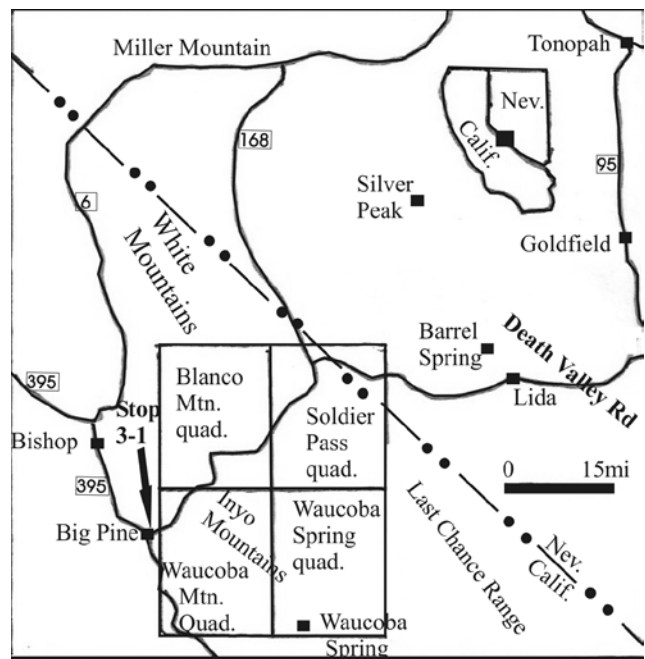 Miller Mountain
Tonopah
Nev.
Calif.
168
95
6
Silver
Peak
Goldfield
White
Mountains
Barrel
Spring
Death Valley Rd
Lida
395
Stop
3-1
Bishop
395
Blanco
Mtn.
quad.
Soldier
Pass
quad.
0 15mi
Big Pine
Inyo
Mountains
Waucoba
Spring
quad.
Last Chance Range
Nev.
Calif.
Waucoba
Mtn.
Quad.
Waucoba
Spring